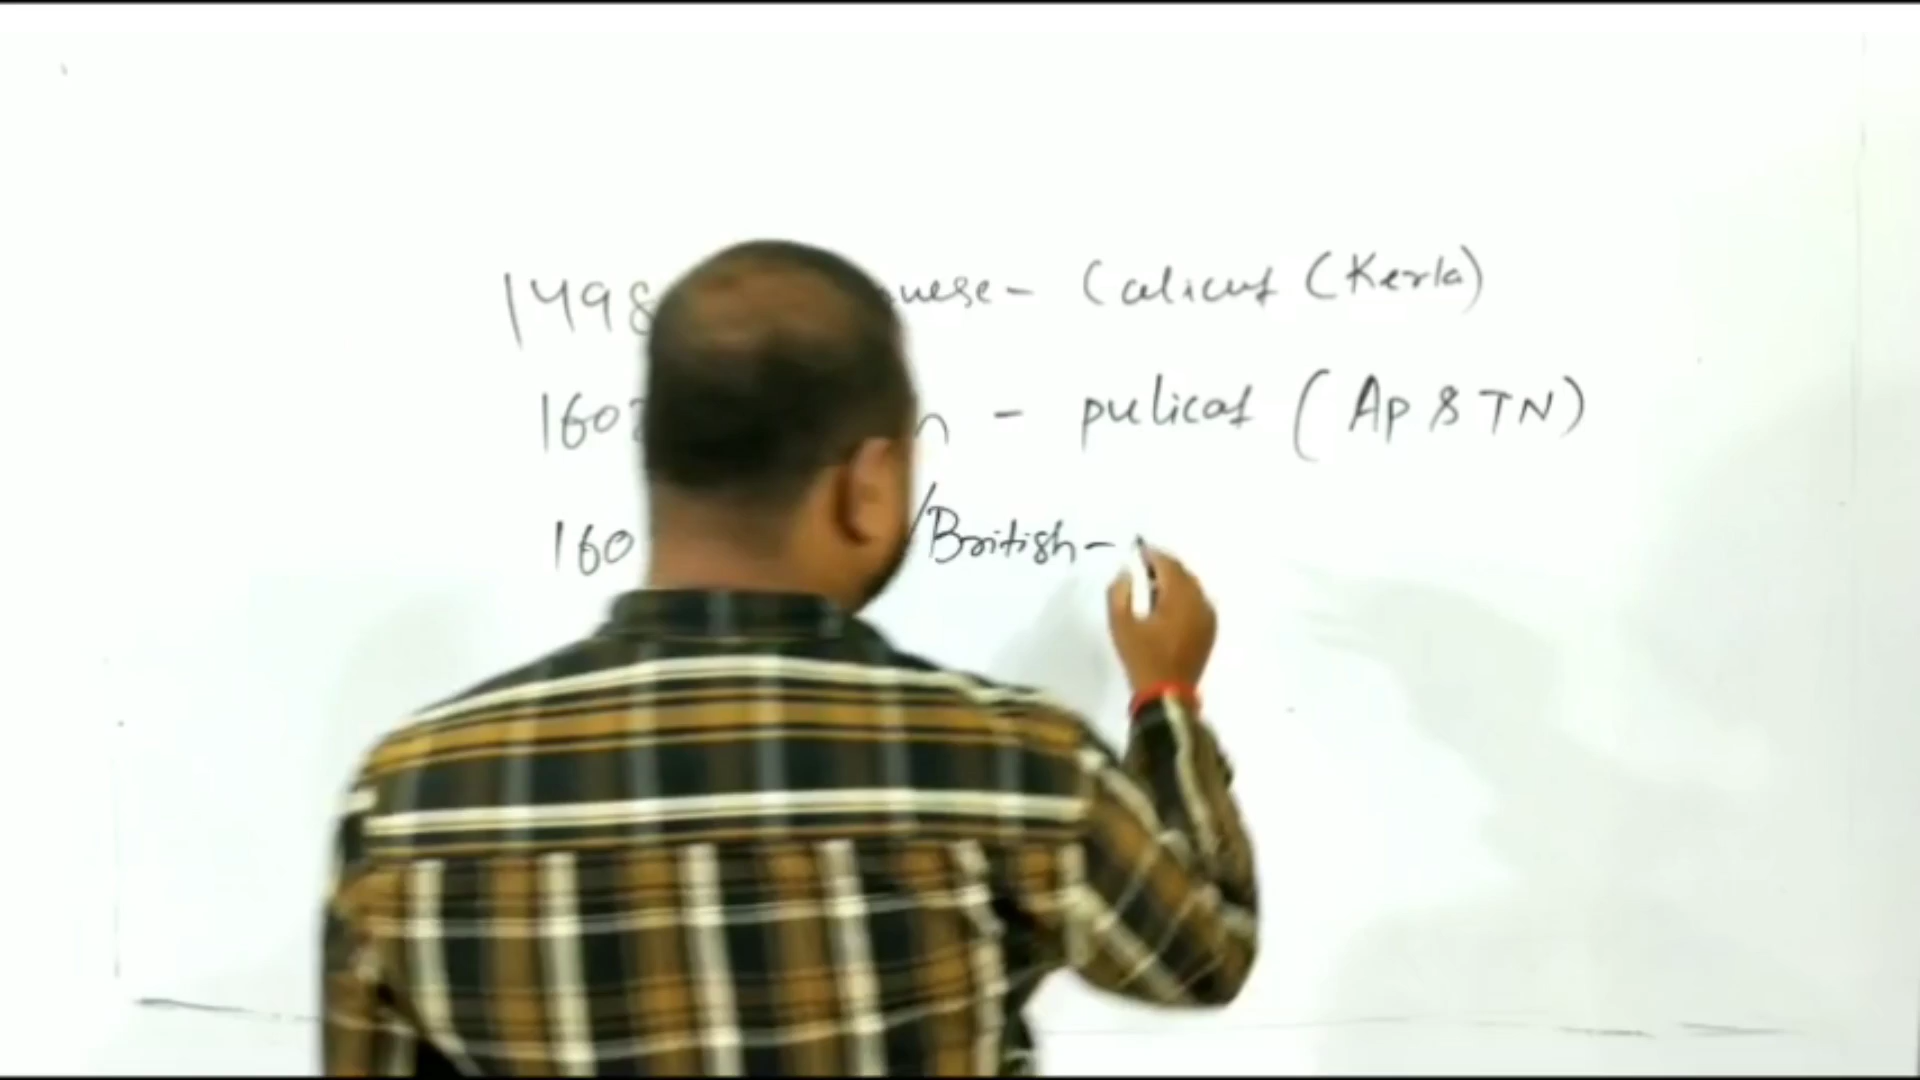 1498 uese - Calicut (Kerla)
160 n - pulicat (Ap & TN)
160 /British -